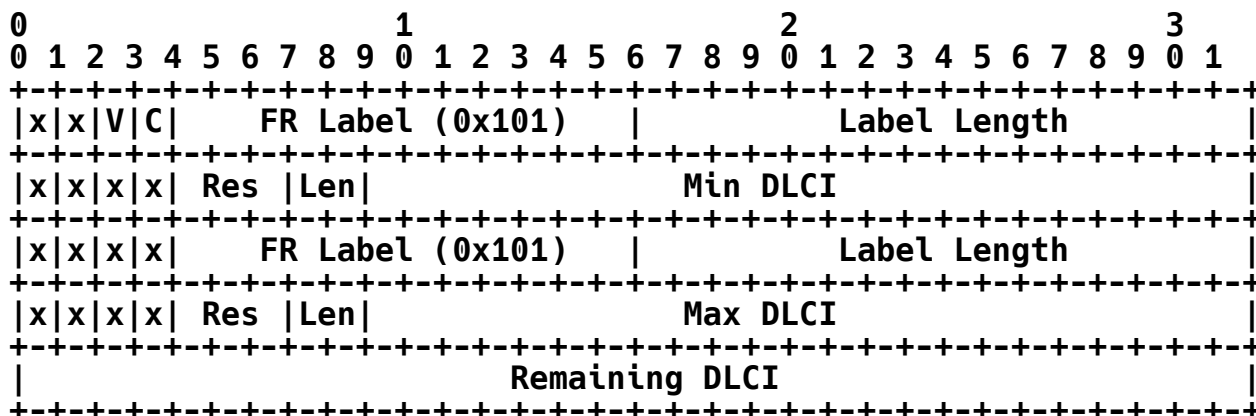 0                   1                   2                   3
0 1 2 3 4 5 6 7 8 9 0 1 2 3 4 5 6 7 8 9 0 1 2 3 4 5 6 7 8 9 0 1
+-+-+-+-+-+-+-+-+-+-+-+-+-+-+-+-+-+-+-+-+-+-+-+-+-+-+-+-+-+-+-+-+
|x|x|V|C|    FR Label (0x101)   |          Label Length         |
+-+-+-+-+-+-+-+-+-+-+-+-+-+-+-+-+-+-+-+-+-+-+-+-+-+-+-+-+-+-+-+-+
|x|x|x|x| Res |Len|                Min DLCI                     |
+-+-+-+-+-+-+-+-+-+-+-+-+-+-+-+-+-+-+-+-+-+-+-+-+-+-+-+-+-+-+-+-+
|x|x|x|x|    FR Label (0x101)   |          Label Length         |
+-+-+-+-+-+-+-+-+-+-+-+-+-+-+-+-+-+-+-+-+-+-+-+-+-+-+-+-+-+-+-+-+
|x|x|x|x| Res |Len|                Max DLCI                     |
+-+-+-+-+-+-+-+-+-+-+-+-+-+-+-+-+-+-+-+-+-+-+-+-+-+-+-+-+-+-+-+-+
|                         Remaining DLCI                        |
+-+-+-+-+-+-+-+-+-+-+-+-+-+-+-+-+-+-+-+-+-+-+-+-+-+-+-+-+-+-+-+-+